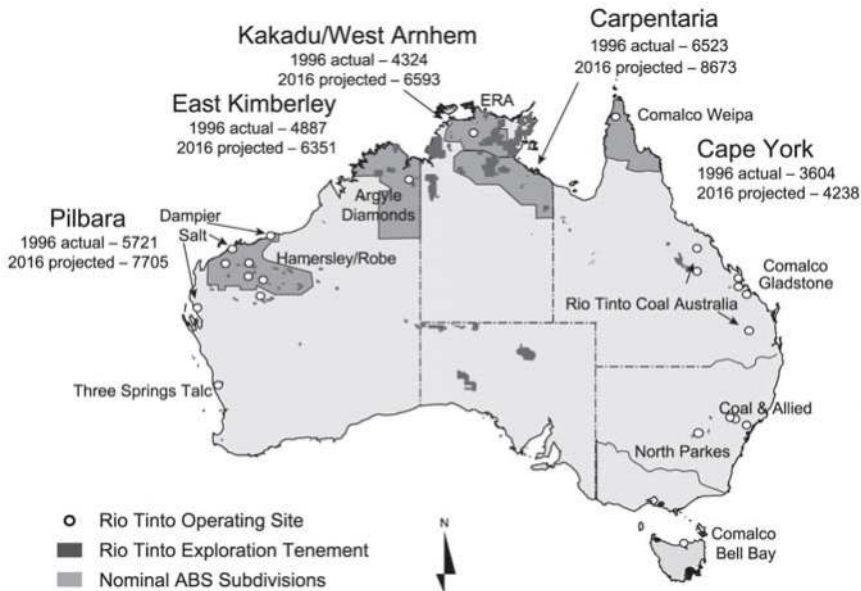 Kakadu/West Arnhem
1996 actual – 4324
2016 projected – 6593
Carpentaria
1996 actual – 6523
2016 projected – 8673
ERA
East Kimberley
1996 actual – 4887
2016 projected – 6351
Comalco Weipa
Cape York
1996 actual – 3604
2016 projected – 4238
Argyle
Diamonds
Pilbara
1996 actual – 5721
2016 projected – 7705
Dampier
Salt
Hamersley/Robe
Comalco
Gladstone
Rio Tinto Coal Australia
Three Springs Talc
Coal & Allied
North Parkes
Rio Tinto Operating Site
Rio Tinto Exploration Tenement
Nominal ABS Subdivisions
N
Comalco
Bell Bay